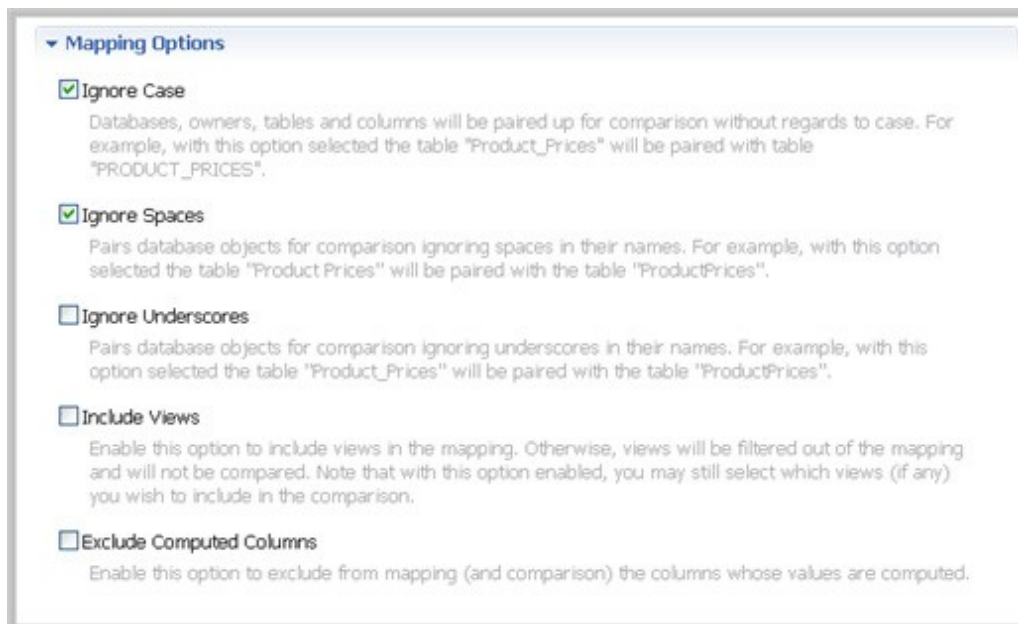 Mapping Options
Ignore Case
Databases, owners, tables and columns will be paired up for comparison without regards to case. For
example, with this option selected the table "Product_Prices" will be paired with table
"PRODUCT_PRICES".
Ignore Spaces
Pairs database objects for comparison ignoring spaces in their names. For example, with this option
selected the table "Product Prices" will be paired with the table "ProductPrices".
Ignore Underscores
Pairs database objects for comparison ignoring underscores in their names. For example, with this
option selected the table "Product_Prices" will be paired with the table "ProductPrices".
Include Views
Enable this option to include views in the mapping. Otherwise, views will be filtered out of the mapping
and will not be compared. Note that with this option enabled, you may still select which views (if any)
you wish to include in the comparison.
Exclude Computed Columns
Enable this option to exclude from mapping (and comparison) the columns whose values are computed.